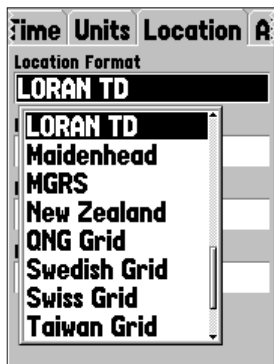 Time Units Location A
Location Format
LORAN TD
LORAN TD
Maidenhead
MGRS
New Zealand
QNG Grid
Swedish Grid
Swiss Grid
Taiwan Grid